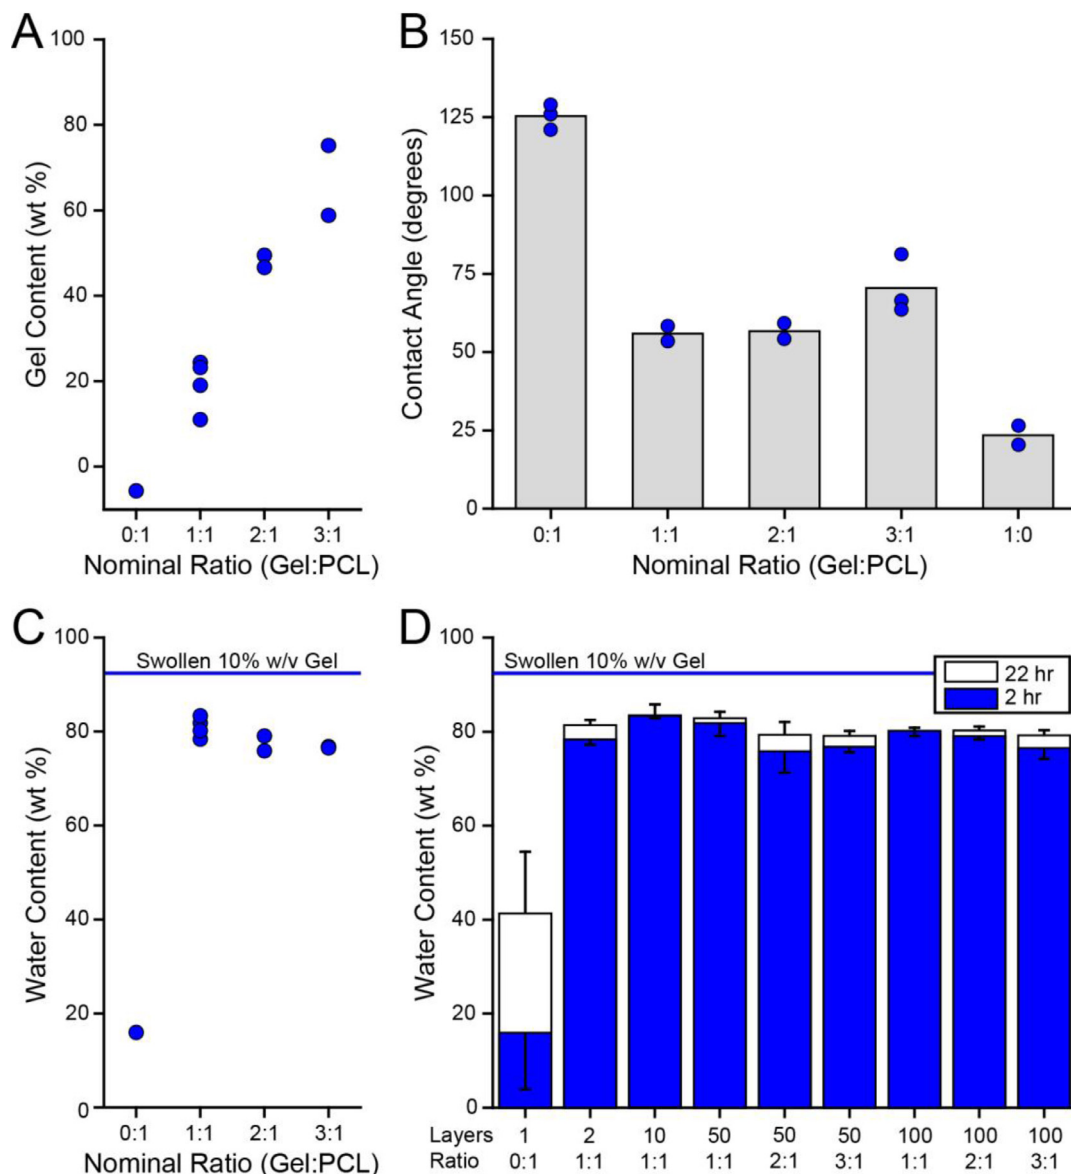 A
100
80
60
40
20
0
Gel Content (wt %)
0:1 1:1 2:1 3:1
Nominal Ratio (Gel:PCL)
B
150
125
100
75
50
25
0
Contact Angle (degrees)
0:1 1:1 2:1 3:1 1:0
Nominal Ratio (Gel:PCL)
C
100
80
60
40
20
0
Water Content (wt %)
Swollen 10% w/v Gel
0:1 1:1 2:1 3:1
Nominal Ratio (Gel:PCL)
D
100
80
60
40
20
0
Water Content (wt %)
Swollen 10% w/v Gel
22 hr
2 hr
Layers 1 2 10 50 50 50 100 100 100
Ratio 0:1 1:1 1:1 1:1 2:1 3:1 1:1 2:1 3:1